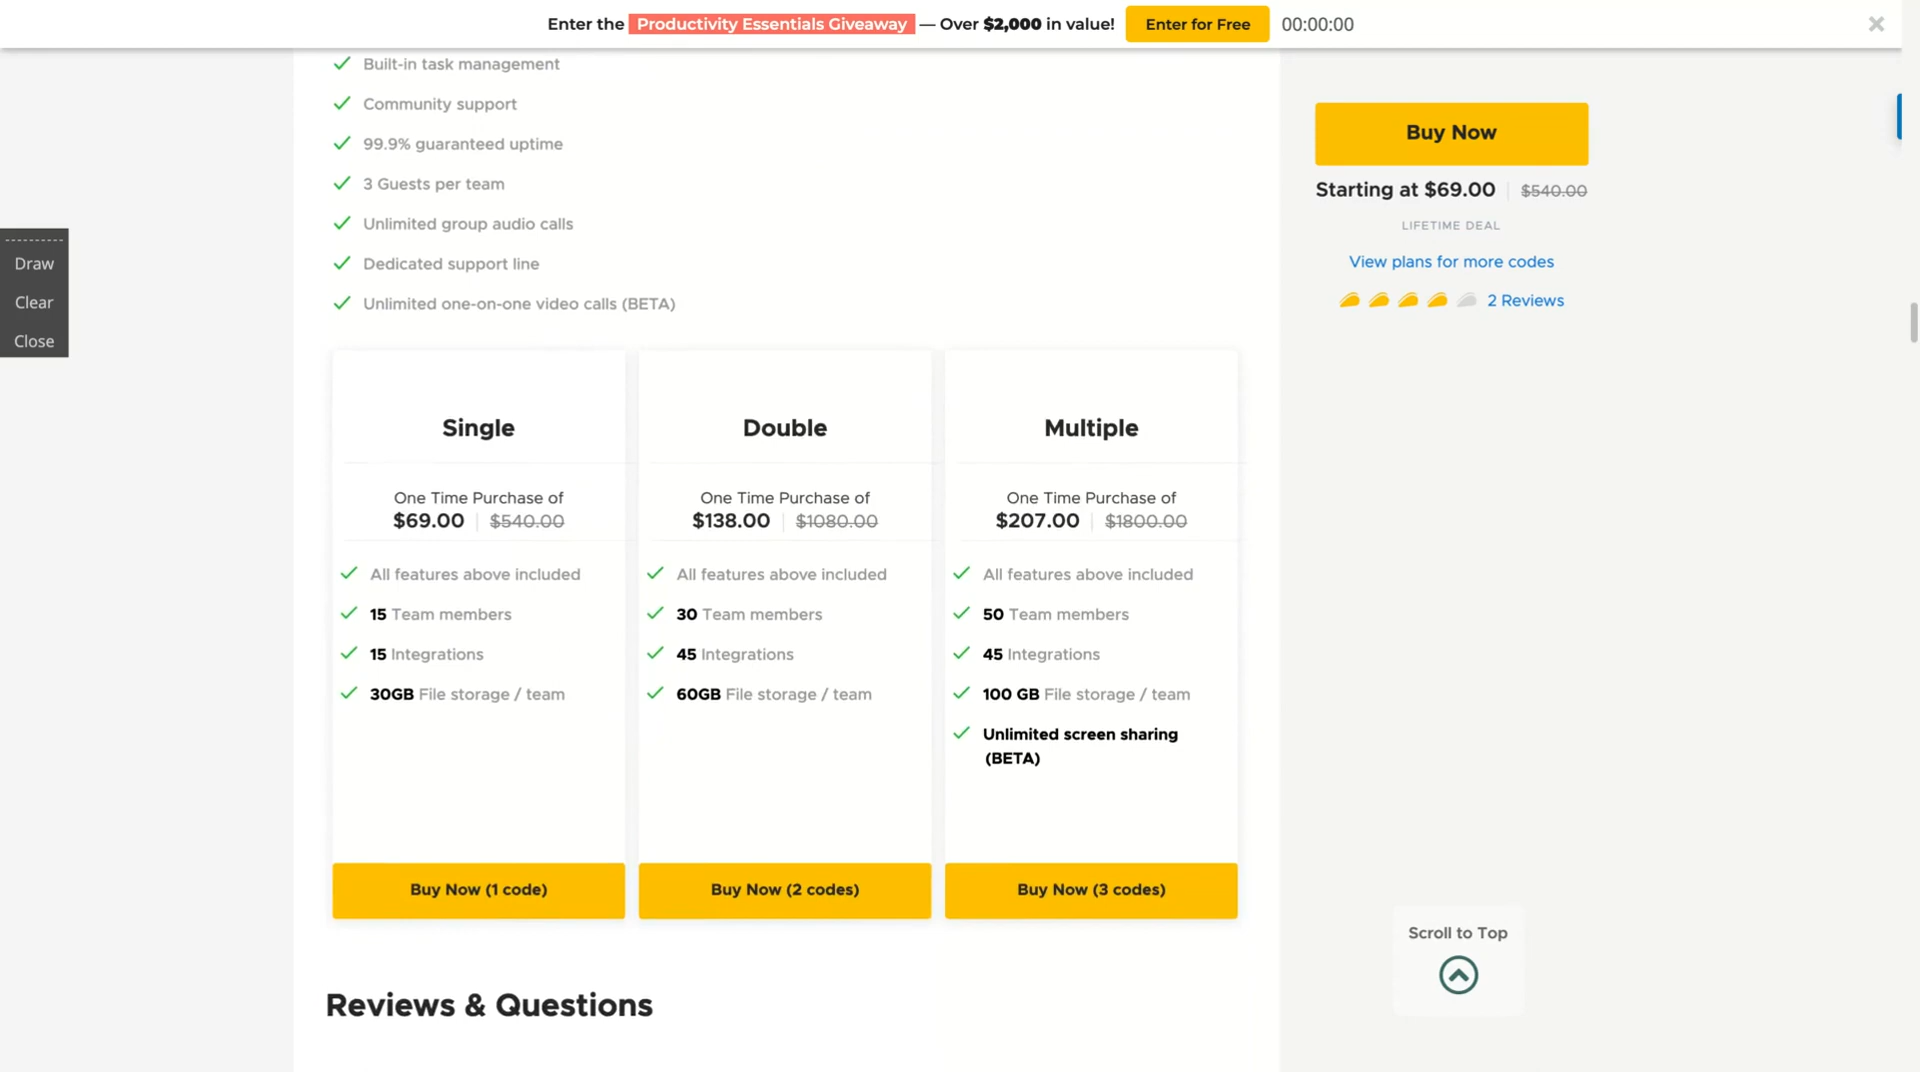 Enter the Productivity Essentials Giveaway — Over $2,000 in value! Enter for Free 00:00:00
Built-in task management
Community support
99.9% guaranteed uptime
3 Guests per team
Unlimited group audio calls
Dedicated support line
Unlimited one-on-one video calls (BETA)
Draw
Clear
Close
Buy Now
Starting at $69.00 $540.00
LIFETIME DEAL
View plans for more codes
2 Reviews
Single
One Time Purchase of
$69.00 $540.00
All features above included
15 Team members
15 Integrations
30GB File storage / team
Buy Now (1 code)
Double
One Time Purchase of
$138.00 $1080.00
All features above included
30 Team members
45 Integrations
60GB File storage / team
Buy Now (2 codes)
Multiple
One Time Purchase of
$207.00 $1800.00
All features above included
50 Team members
45 Integrations
100 GB File storage / team
Unlimited screen sharing
(BETA)
Buy Now (3 codes)
Scroll to Top
Reviews & Questions